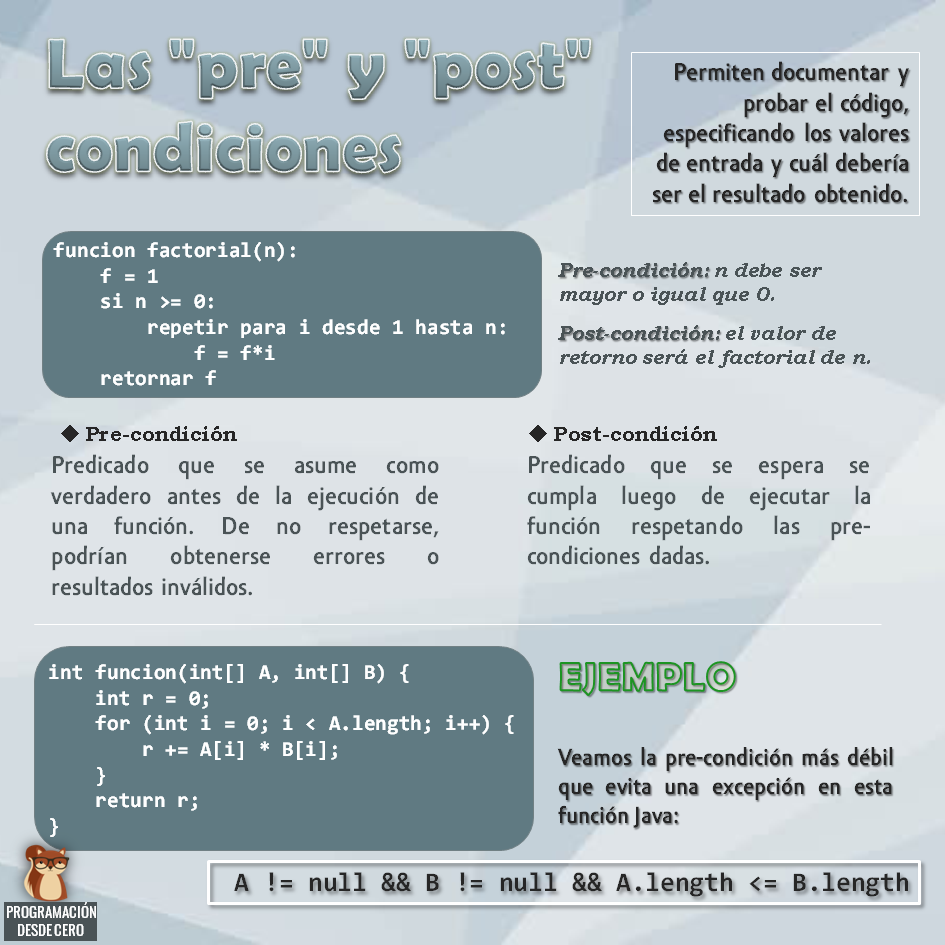 Las "pre" y "post"
condiciones
Permiten documentar y
probar el código,
especificando los valores
de entrada y cuál debería
ser el resultado obtenido.
funcion factorial(n):
    f = 1
    si n >= 0:
        repetir para i desde 1 hasta n:
            f = f*i
    retornar f
Pre-condición: n debe ser
mayor o igual que 0.
Post-condición: el valor de
retorno será el factorial de n.
◆ Pre-condición
Predicado que se asume como
verdadero antes de la ejecución de
una función. De no respetarse,
podrían obtenerse errores o
resultados inválidos.
◆ Post-condición
Predicado que se espera se
cumpla luego de ejecutar la
función respetando las pre-
condiciones dadas.
int funcion(int[] A, int[] B) {
    int r = 0;
    for (int i = 0; i < A.length; i++) {
        r += A[i] * B[i];
    }
    return r;
}
EJEMPLO
Veamos la pre-condición más débil
que evita una excepción en esta
función Java:
A != null && B != null && A.length <= B.length
PROGRAMACIÓN
DESDE CERO